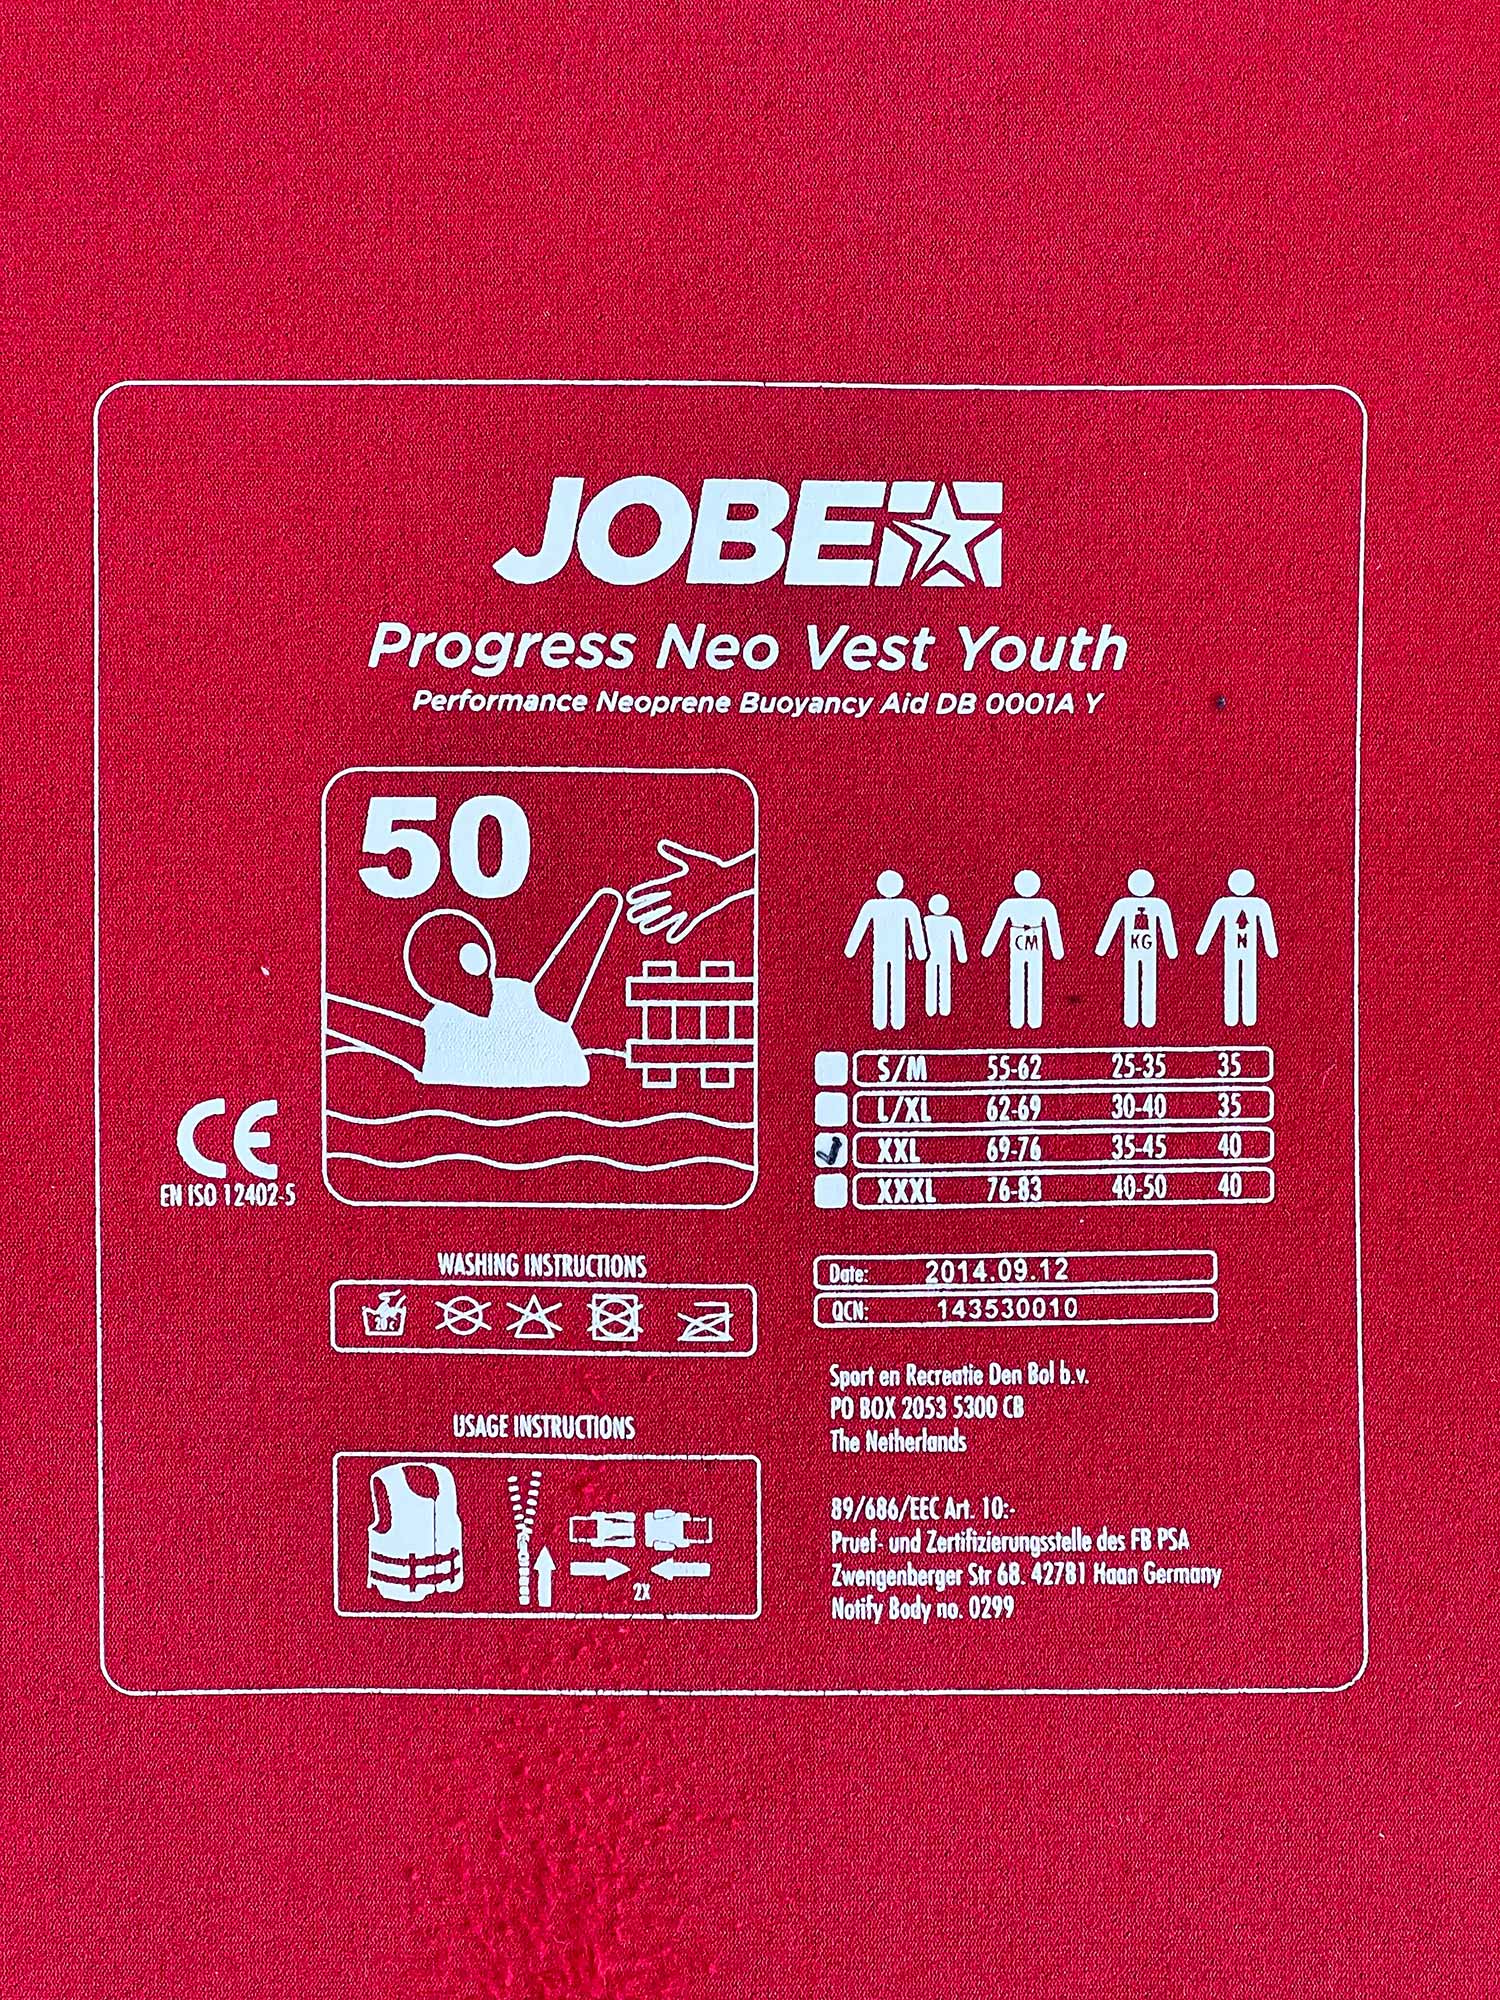 JOBE
Progress Neo Vest Youth
Performance Neoprene Buoyancy Aid DB 0001A Y
50
CM KG N
S/M 55-62 25-35 35
L/XL 62-69 30-40 35
XXL 69-76 35-45 40
XXXL 76-83 40-50 40
CE
EN ISO 12402-5
WASHING INSTRUCTIONS
20°c
USAGE INSTRUCTIONS
2X
Date: 2014.09.12
QCN: 143530010
Sport en Recreatie Den Bol b.v.
PO BOX 2053 5300 CB
The Netherlands
89/686/EEC Art. 10:-
Pruef- und Zertifizierungsstelle des FB PSA
Zwengenberger Str 68. 42781 Haan Germany
Notify Body no. 0299